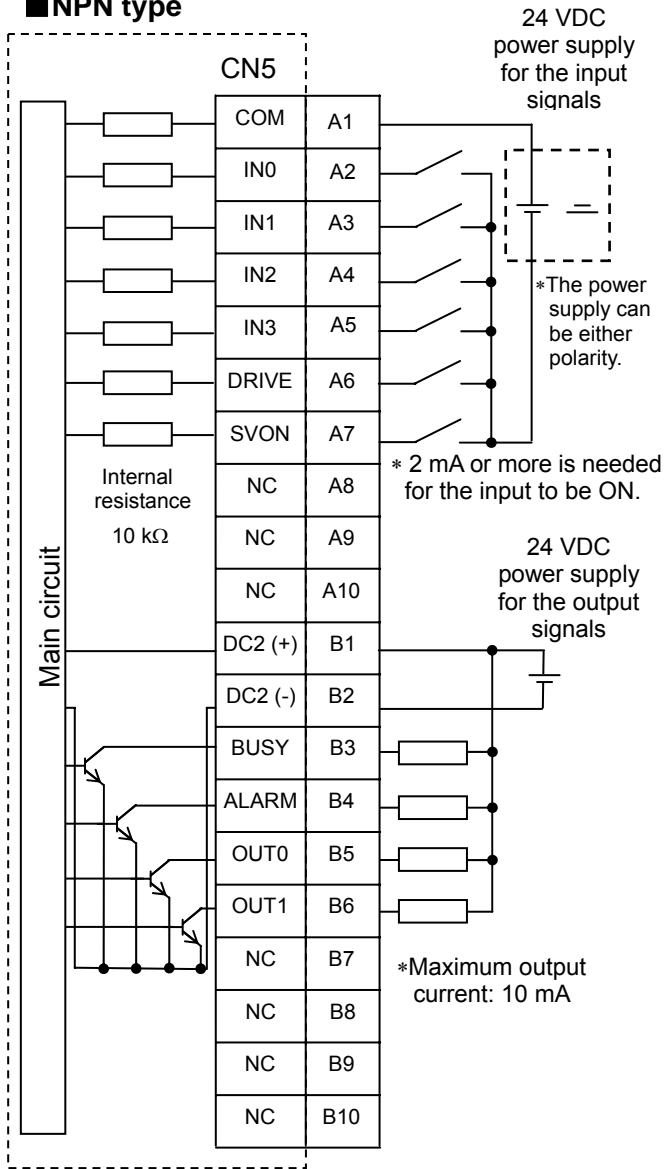 ■NPN type
24 VDC
power supply
for the input
signals
CN5
COM A1
IN0 A2
IN1 A3
IN2 A4
IN3 A5
DRIVE A6
SVON A7
NC A8
NC A9
NC A10
DC2 (+) B1
DC2 (-) B2
BUSY B3
ALARM B4
OUT0 B5
OUT1 B6
NC B7
NC B8
NC B9
NC B10
Main circuit
Internal
resistance
10 kΩ
*The power
supply can
be either
polarity.
* 2 mA or more is needed
for the input to be ON.
24 VDC
power supply
for the output
signals
*Maximum output
current: 10 mA